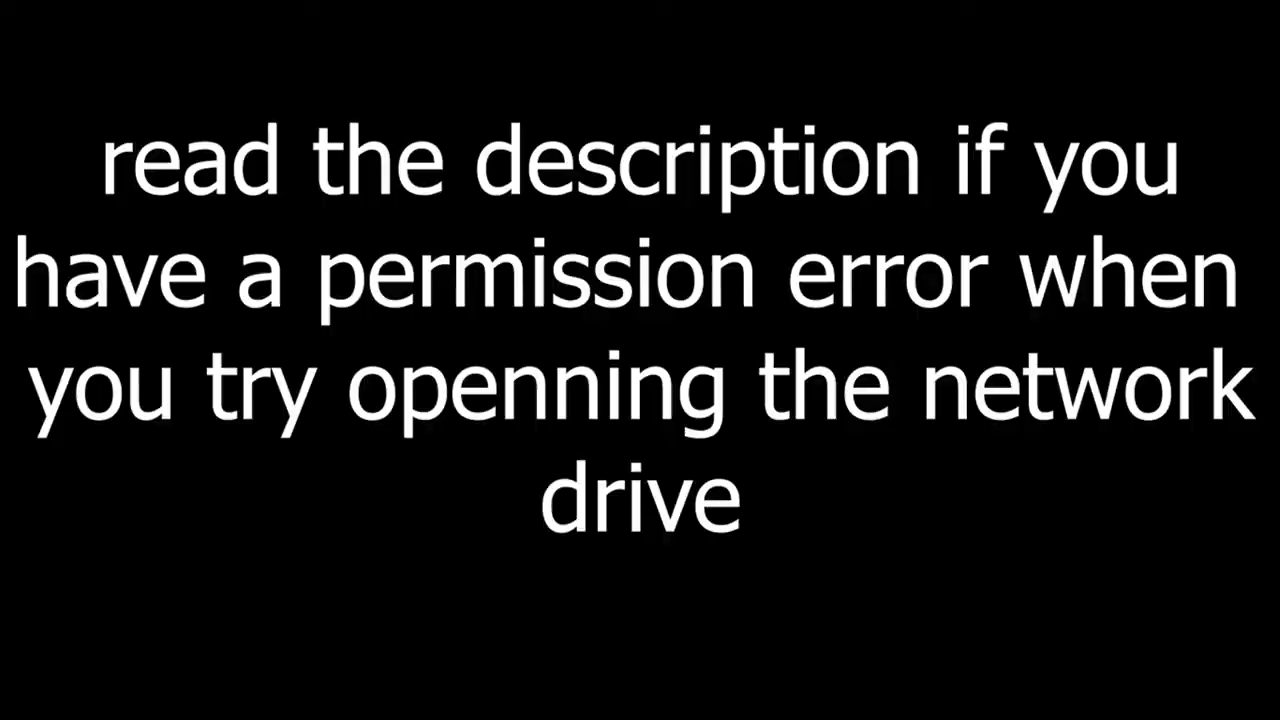 read the description if you
have a permission error when
you try openning the network
drive